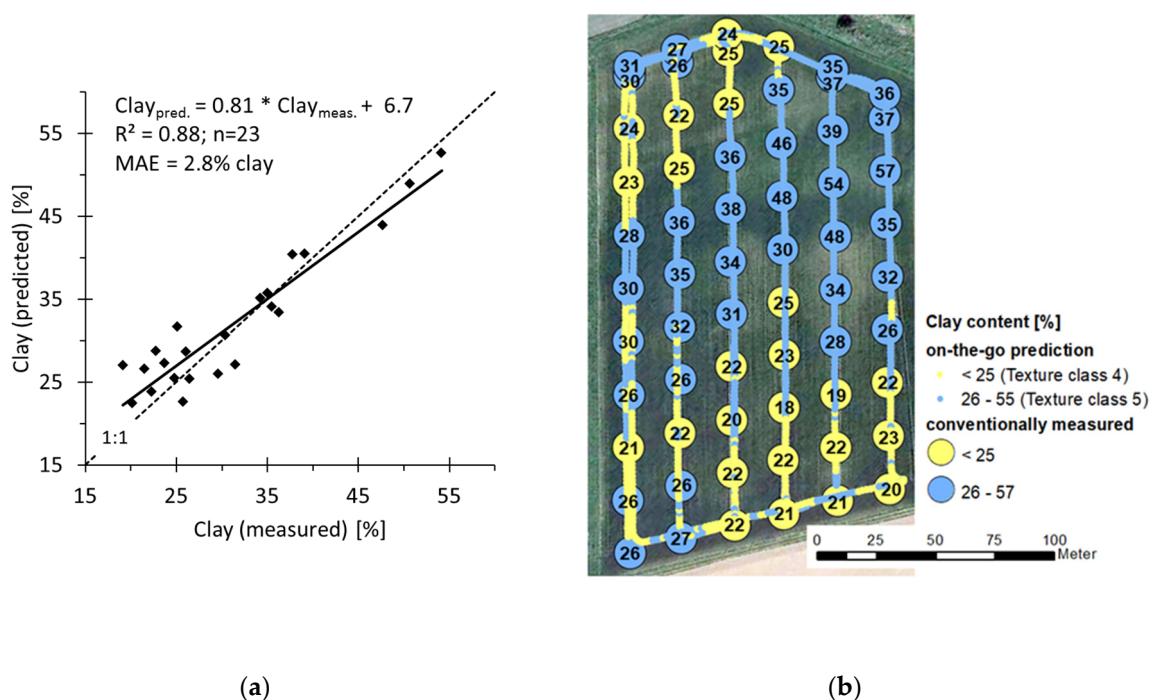 Clay (predicted) [%]
55
45
35
25
15
Clay_pred. = 0.81 * Clay_meas. + 6.7
R² = 0.88; n=23
MAE = 2.8% clay
1:1
15 25 35 45 55
Clay (measured) [%]
(a)
24
27 25 25
31 26 35
30 37 36
22 25 35
24 37
39
25 36 46
23 57
54
36 38 48
28 48 35
35 34 30
30 34 32
32 31 25
30 28 26
26 22 23
26 19 22
22 20 18
21 22 23
26 22 22
26 21 21 20
26 27 22
Clay content [%]
on-the-go prediction
< 25 (Texture class 4)
26 - 55 (Texture class 5)
conventionally measured
< 25
26 - 57
0 25 50 75 100
Meter
(b)